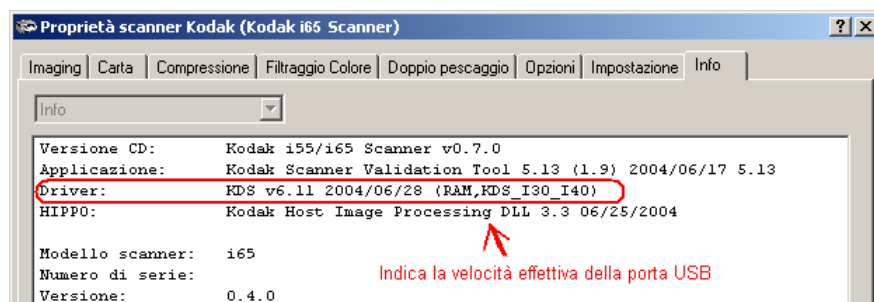 Proprietà scanner Kodak (Kodak i65 Scanner)
Imaging Carta Compressione Filtraggio Colore Doppio pescaggio Opzioni Impostazione Info
Info
Versione CD: Kodak i55/i65 Scanner v0.7.0
Applicazione: Kodak Scanner Validation Tool 5.13 (1.9) 2004/06/17 5.13
Driver: KDS v6.11 2004/06/28 (RAM,KDS_I30_I40)
HIPPO: Kodak Host Image Processing DLL 3.3 06/25/2004
Modello scanner: i65
Numero di serie:
Indica la velocità effettiva della porta USB
Versione: 0.4.0